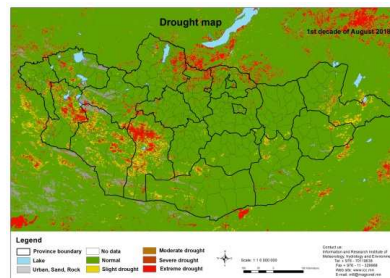 Drought map
1st decade of August 2018
Legend
Province boundary
Lake
Urban, Sand, Rock
No data
Normal
Slight drought
Moderate drought
Severe drought
Extreme drought
Contact us
Information and Research Institute of
Meteorology, Hydrology and Environment